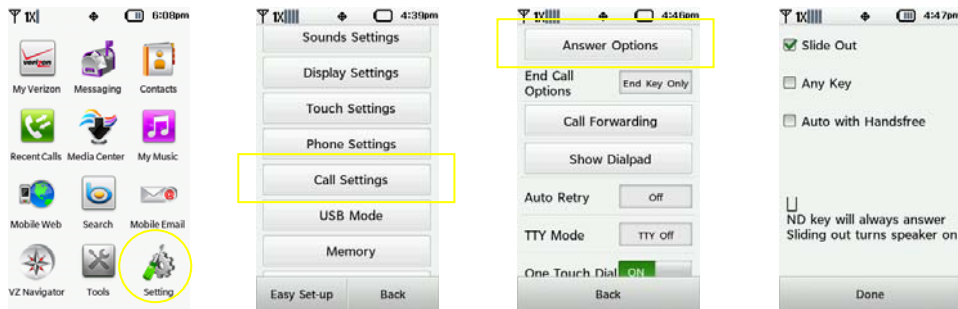 1X 6:08pm
verizon
My Verizon Messaging Contacts
Recent Calls Media Center My Music
Mobile Web Search Mobile Email
VZ Navigator Tools Setting
1X 4:39pm
Sounds Settings
Display Settings
Touch Settings
Phone Settings
Call Settings
USB Mode
Memory
Easy Set-up Back
1X 4:46pm
Answer Options
End Call
Options
End Key Only
Call Forwarding
Show Dialpad
Auto Retry Off
TTY Mode TTY Off
One Touch Dial ON
Back
1X 4:47pm
Slide Out
Any Key
Auto with Handsfree
ND key will always answer
Sliding out turns speaker on
Done